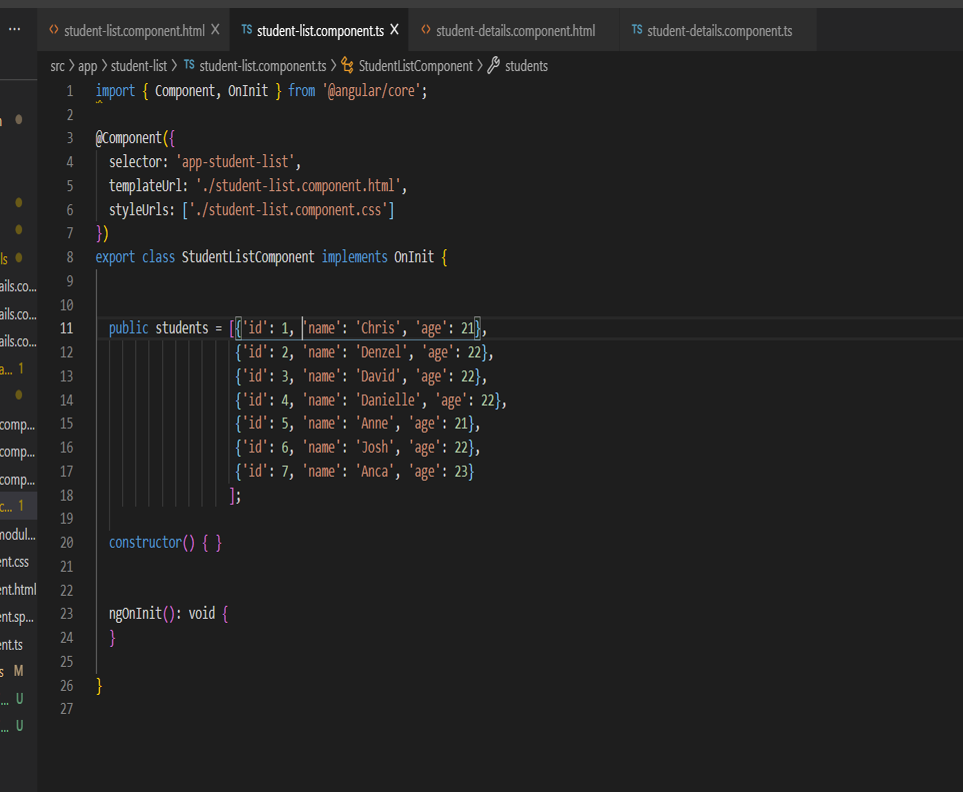 student-list.component.html X
TS student-list.component.ts X
student-details.component.html
TS student-details.component.ts
src > app > student-list > TS student-list.component.ts > StudentListComponent > students
1 import { Component, OnInit } from '@angular/core';
2
3 @Component({
4 selector: 'app-student-list',
5 templateUrl: './student-list.component.html',
6 styleUrls: ['./student-list.component.css']
7 })
8 export class StudentListComponent implements OnInit {
9
10
11 public students = [{'id': 1, 'name': 'Chris', 'age': 21},
12 {'id': 2, 'name': 'Denzel', 'age': 22},
13 {'id': 3, 'name': 'David', 'age': 22},
14 {'id': 4, 'name': 'Danielle', 'age': 22},
15 {'id': 5, 'name': 'Anne', 'age': 21},
16 {'id': 6, 'name': 'Josh', 'age': 22},
17 {'id': 7, 'name': 'Anca', 'age': 23}
18 ];
19
20 constructor() { }
21
22
23 ngOnInit(): void {
24 }
25
26 }
27
ls
ails.co...
ails.co...
ails.co...
a... 1
comp...
comp...
comp...
c... 1
modul...
ent.css
ent.html
ent.sp...
ent.ts
s M
... U
... U